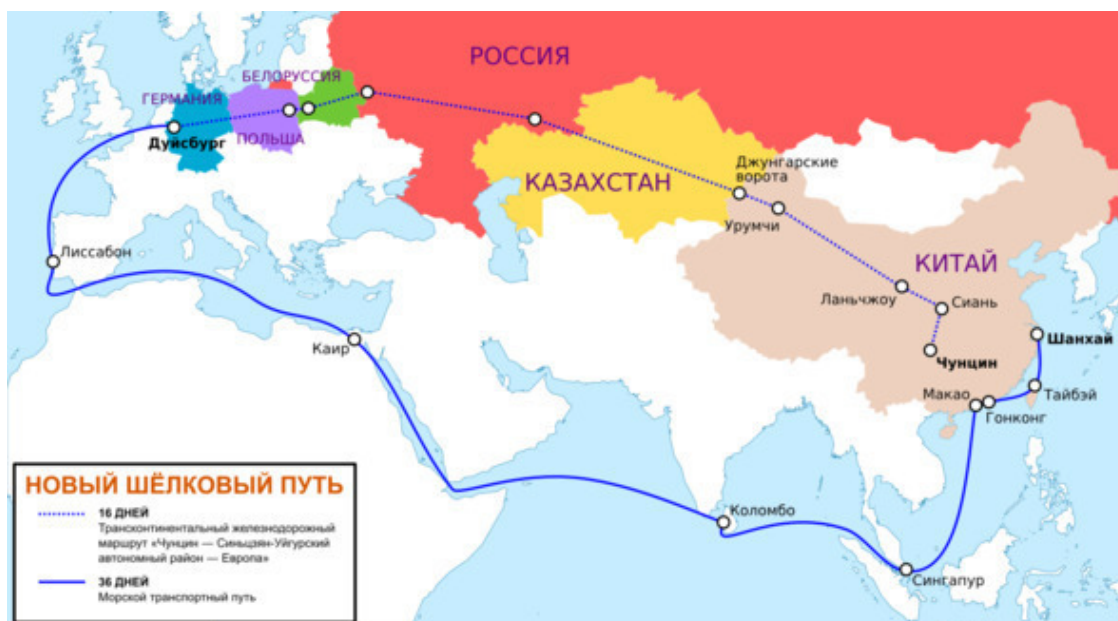 РОССИЯ
БЕЛОРУССИЯ
ГЕРМАНИЯ
ПОЛЬША
Дуйсбург
КАЗАХСТАН
Джунгарские
ворота
Урумчи
КИТАЙ
Лиссабон
Ланьчжоу
Сиань
Каир
Чунцин
Шанхай
Макао
Тайбэй
Гонконг
Коломбо
Сингапур
НОВЫЙ ШЁЛКОВЫЙ ПУТЬ
16 ДНЕЙ
Трансконтинентальный железнодорожный
маршрут «Чунцин — Синьцзян-Уйгурский
автономный район — Европа»
36 ДНЕЙ
Морской транспортный путь